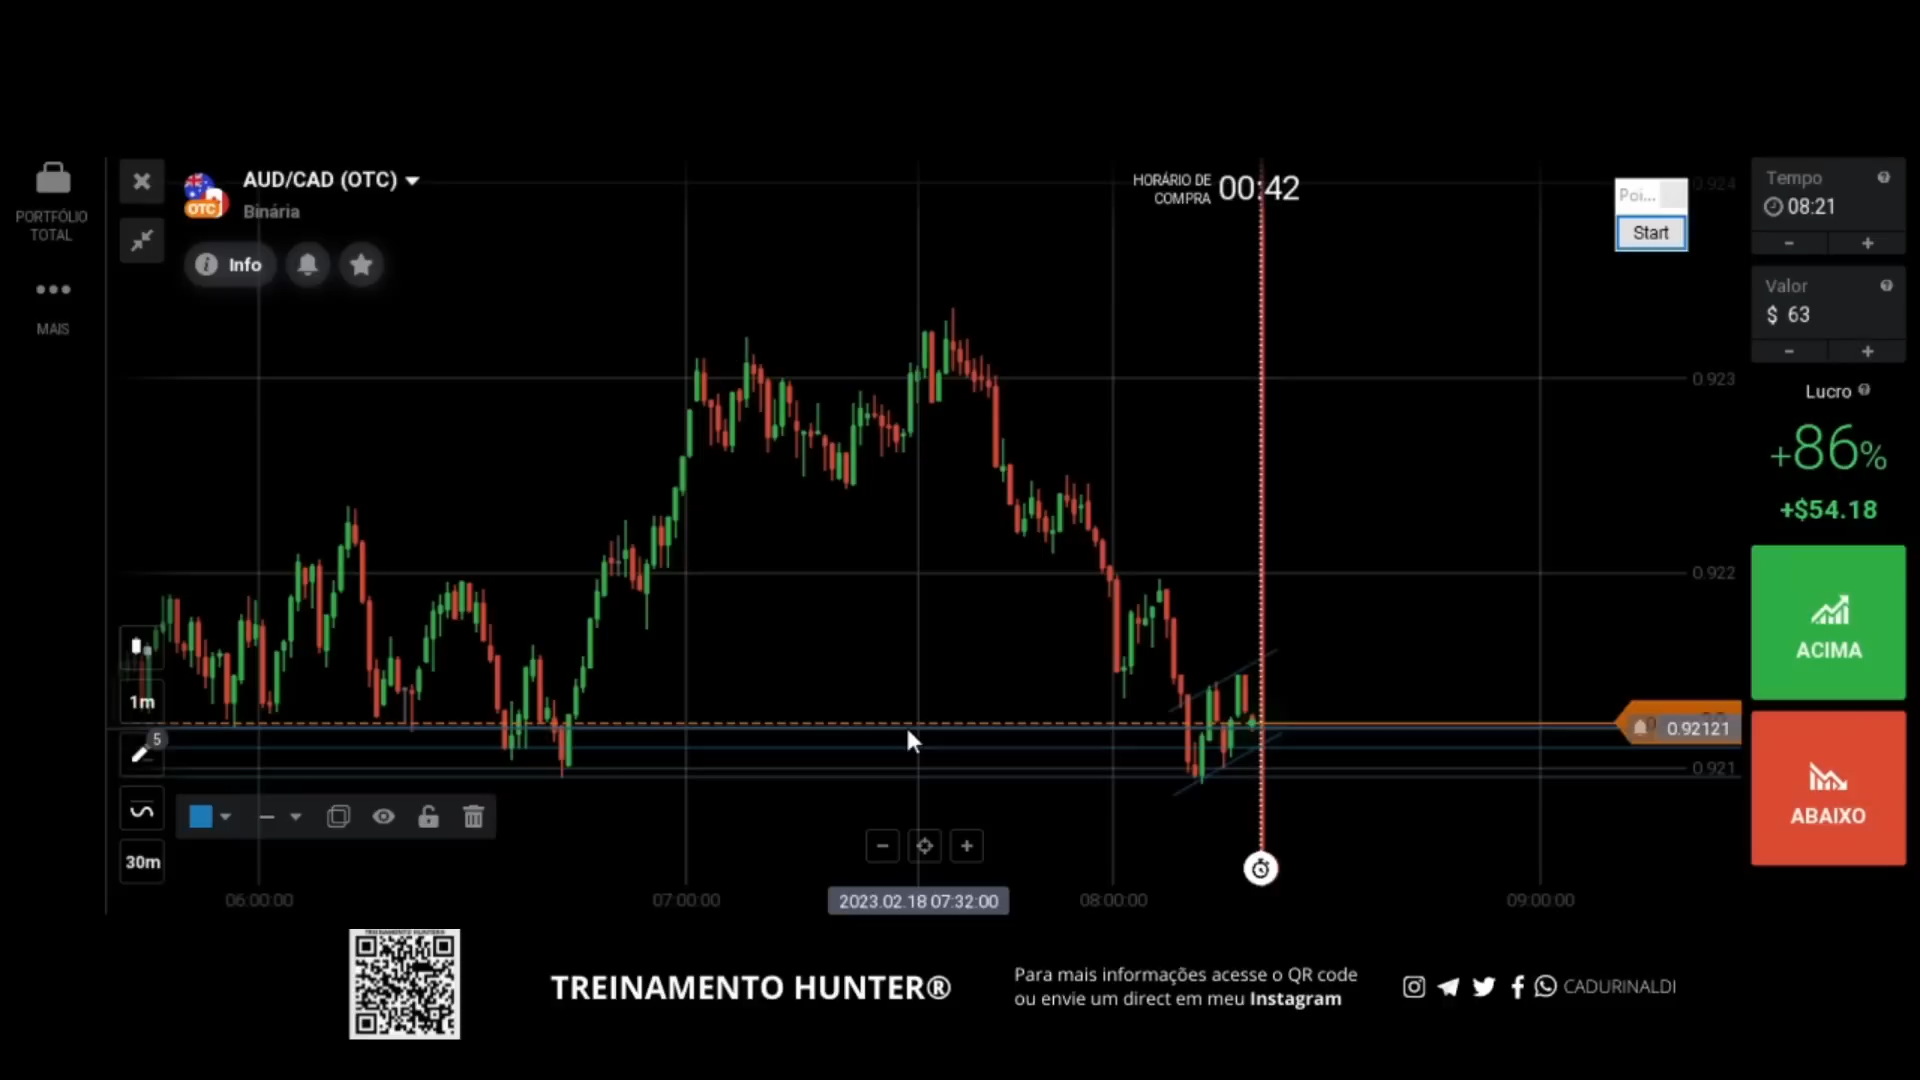 PORTFÓLIO
TOTAL
MAIS
AUD/CAD (OTC)
OTC
Binária
Info
HORÁRIO DE
COMPRA
00:42
Poi...
Start
0.924
0.923
0.922
0.92121
0.921
Tempo
08:21
- +
Valor
$ 63
- +
Lucro
+86%
+$54.18
ACIMA
ABAIXO
1m
5
30m
06:00:00
07:00:00
2023.02.18 07:32:00
08:00:00
09:00:00
TREINAMENTO HUNTER®
Para mais informações acesse o QR code
ou envie um direct em meu Instagram
CADURINALDI